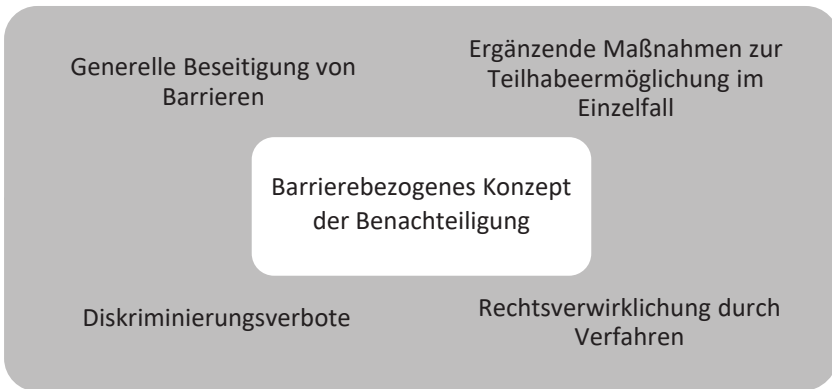 Generelle Beseitigung von
Barrieren
Ergänzende Maßnahmen zur
Teilhabeermöglichung im
Einzelfall
Barrierebezogenes Konzept
der Benachteiligung
Diskriminierungsverbote
Rechtsverwirklichung durch
Verfahren